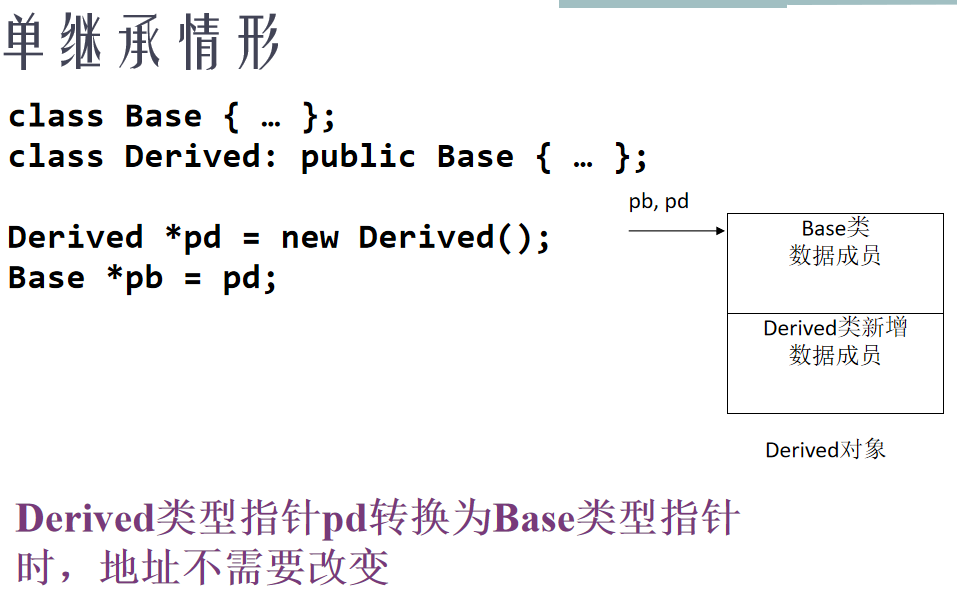 单继承情形
class Base { … };
class Derived: public Base { … };
Derived *pd = new Derived();
Base *pb = pd;
pb, pd
Base类
数据成员
Derived类新增
数据成员
Derived对象
Derived类型指针pd转换为Base类型指针
时，地址不需要改变